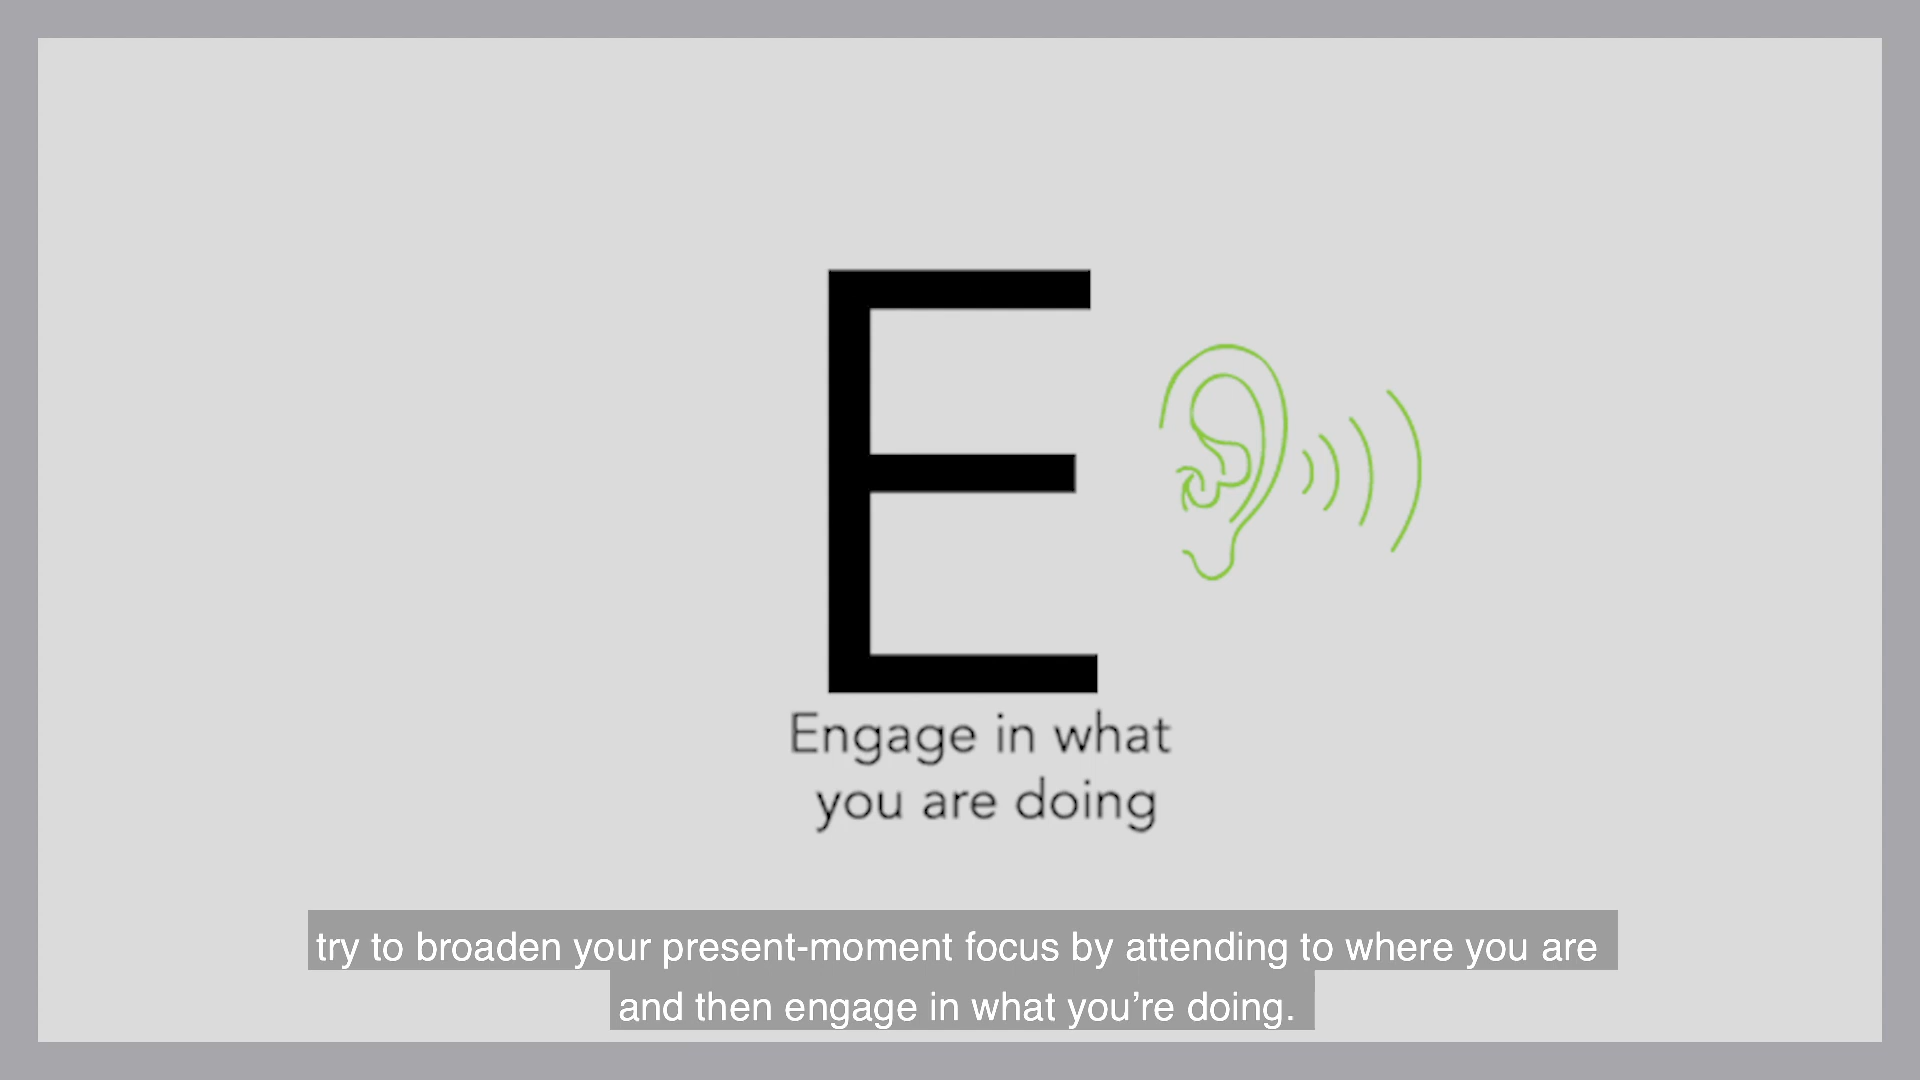 E
Engage in what
you are doing
try to broaden your present-moment focus by attending to where you are
and then engage in what you’re doing.